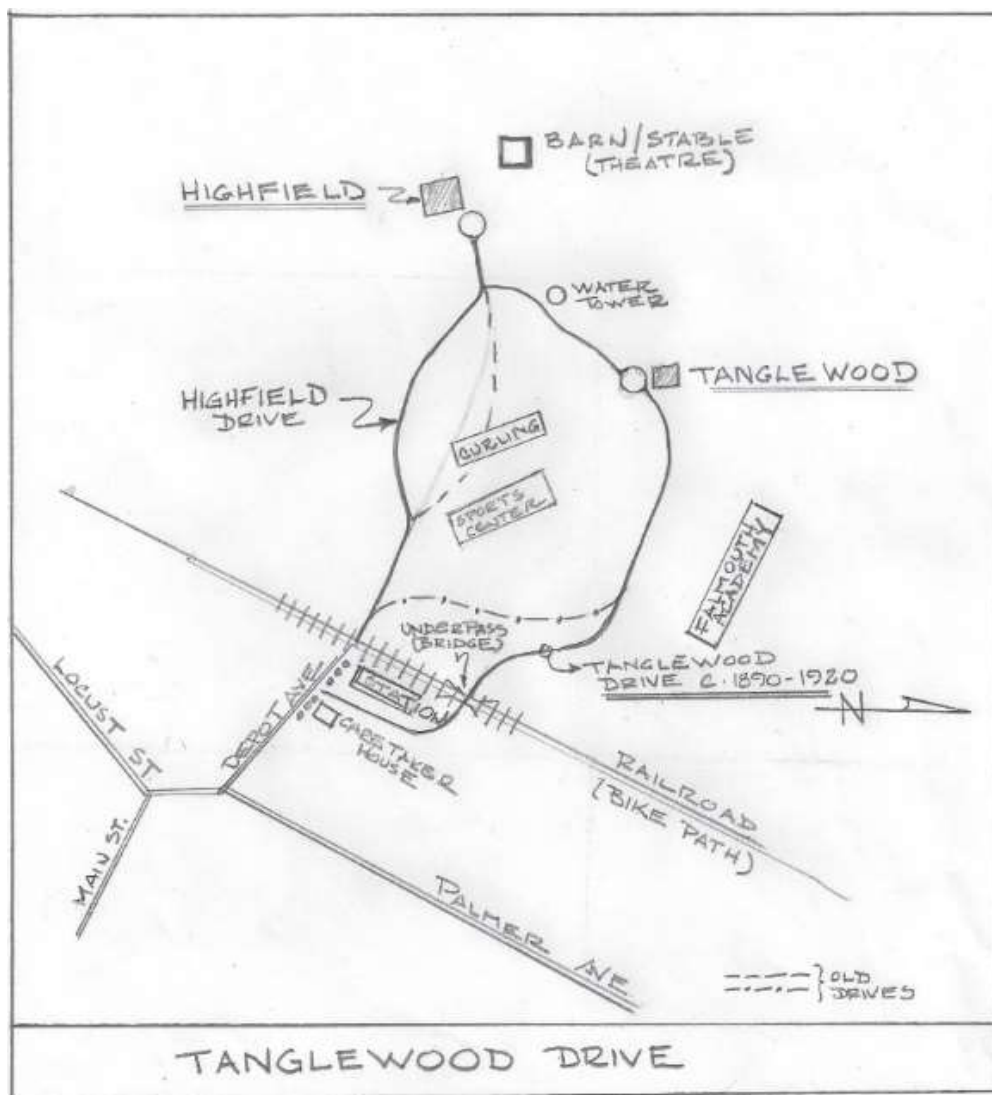 BARN/STABLE
(THEATRE)
HIGHFIELD
WATER
TOWER
TANGLEWOOD
HIGHFIELD
DRIVE
CURLING
SPORTS
CENTER
FALMOUTH
ACADEMY
UNDERPASS
(BRIDGE)
TANGLEWOOD
DRIVE C. 1890-1920
N
STATION
LOCUST ST
DEPOT AVE.
CARETAKER
HOUSE
RAILROAD
(BIKE PATH)
MAIN ST.
PALMER AVE.
OLD
DRIVES
TANGLEWOOD DRIVE